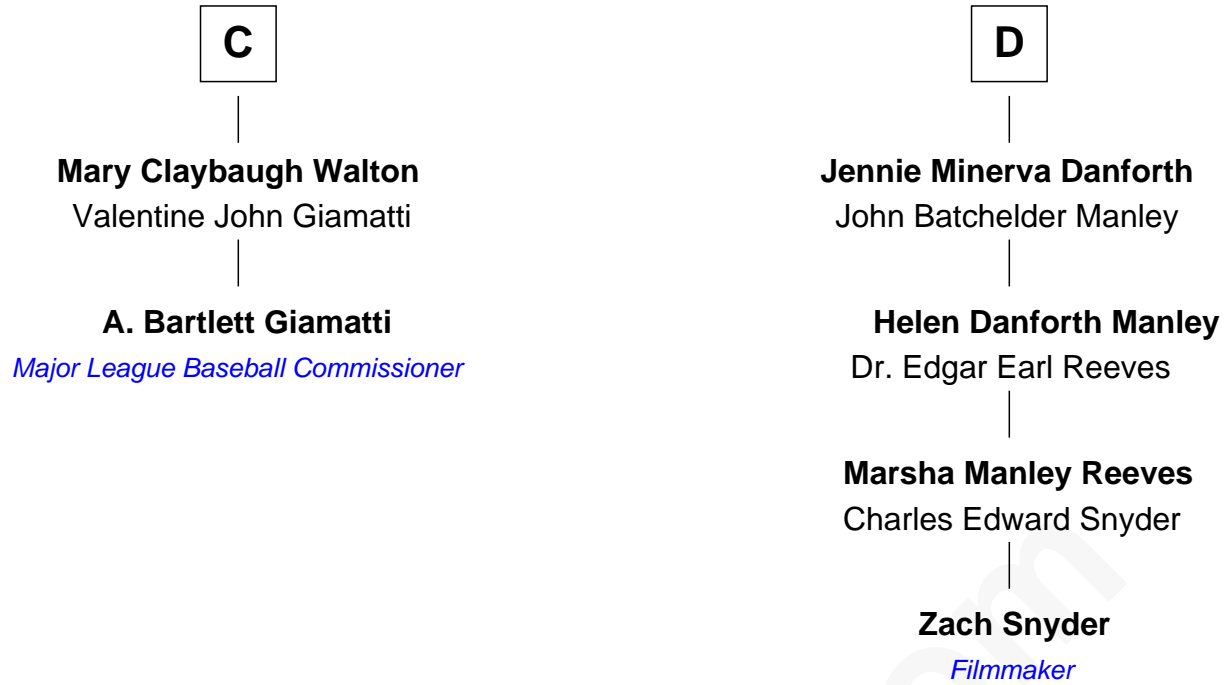 C
Mary Claybaugh Walton
Valentine John Giamatti
A. Bartlett Giamatti
Major League Baseball Commissioner
D
Jennie Minerva Danforth
John Batchelder Manley
Helen Danforth Manley
Dr. Edgar Earl Reeves
Marsha Manley Reeves
Charles Edward Snyder
Zach Snyder
Filmmaker